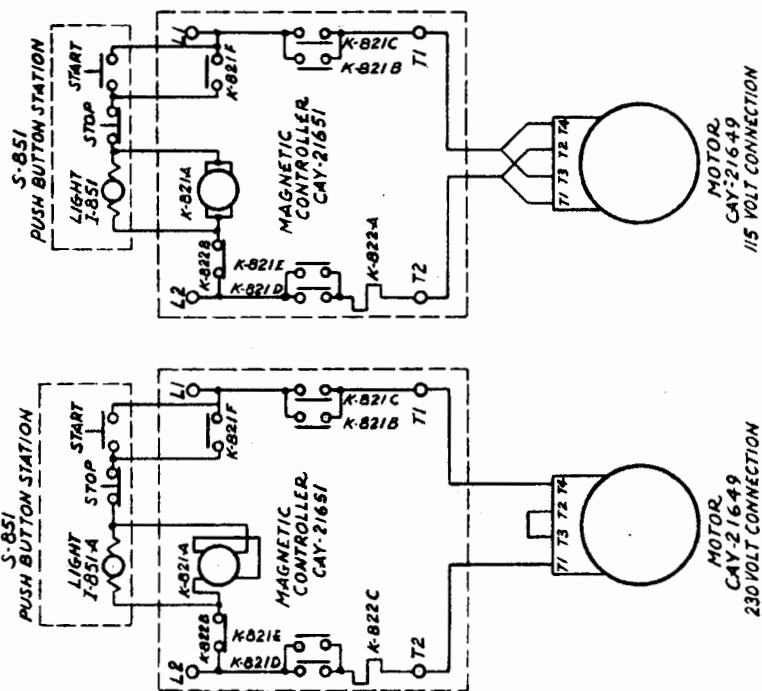 S-851
PUSH BUTTON STATION
START
STOP
LIGHT
I-851
L1
K-821F
K-821C
K-821B
T1
K-821A
MAGNETIC
CONTROLLER
CAY-21651
K-822B
K-821E
K-821D
K-822-A
L2
T2
T1 T3 T2 T4
MOTOR
CAY-21649
115 VOLT CONNECTION
S-851
PUSH BUTTON STATION
START
STOP
LIGHT
I-851-A
L1
K-821F
K-821C
K-821B
T1
K-821-A
MAGNETIC
CONTROLLER
CAY-21651
K-822B
K-821E
K-821D
K-822C
L2
T2
T1 T3 T2 T4
MOTOR
CAY-21649
230 VOLT CONNECTION